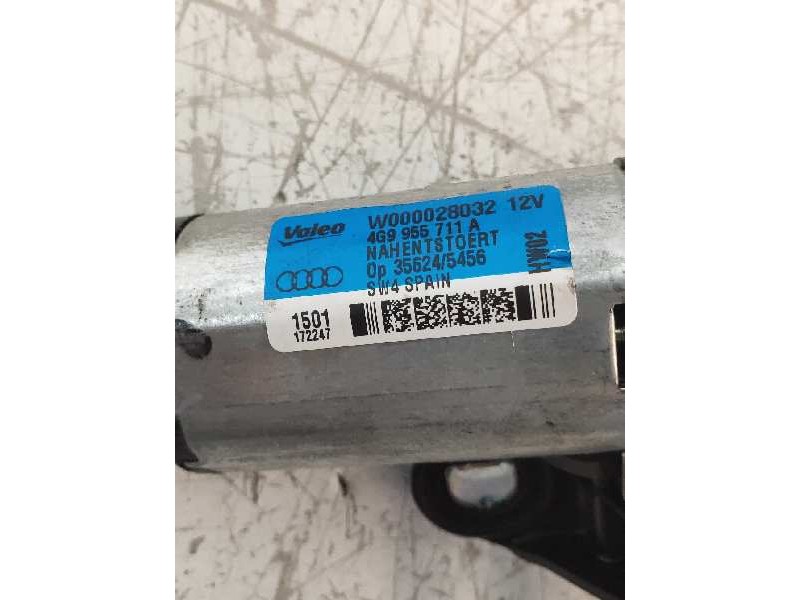 Valeo W000028032 12V
4G9 955 711 A
NAHENTSTOERT
Op 35624/5456
SW4 SPAIN
HW02
1501
172247